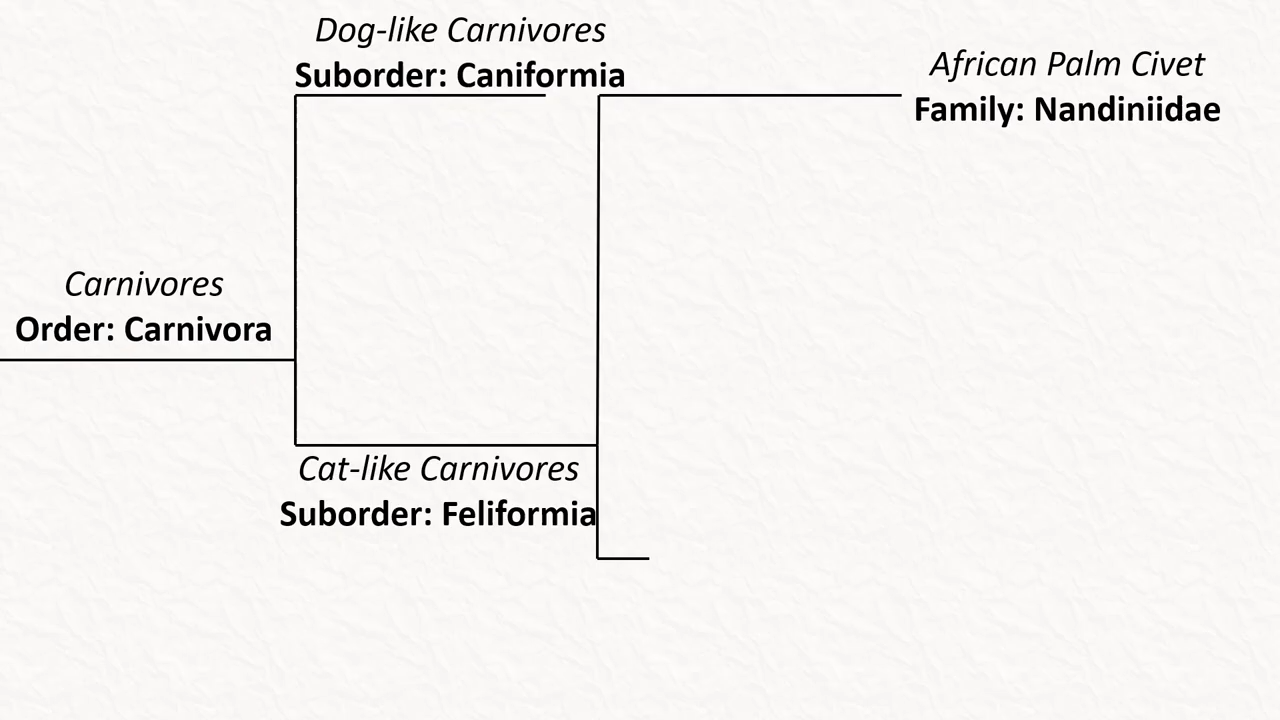 Dog-like Carnivores
Suborder: Caniformia
African Palm Civet
Family: Nandiniidae
Carnivores
Order: Carnivora
Cat-like Carnivores
Suborder: Feliformia